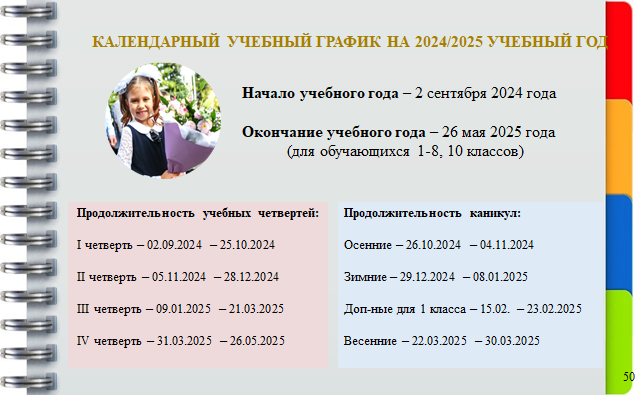 КАЛЕНДАРНЫЙ УЧЕБНЫЙ ГРАФИК НА 2024/2025 УЧЕБНЫЙ ГОД
Начало учебного года – 2 сентября 2024 года
Окончание учебного года – 26 мая 2025 года
(для обучающихся 1-8, 10 классов)
Продолжительность учебных четвертей:
I четверть – 02.09.2024 – 25.10.2024
II четверть – 05.11.2024 – 28.12.2024
III четверть – 09.01.2025 – 21.03.2025
IV четверть – 31.03.2025 – 26.05.2025
Продолжительность каникул:
Осенние – 26.10.2024 – 04.11.2024
Зимние – 29.12.2024 – 08.01.2025
Доп-ные для 1 класса – 15.02. – 23.02.2025
Весенние – 22.03.2025 – 30.03.2025
50